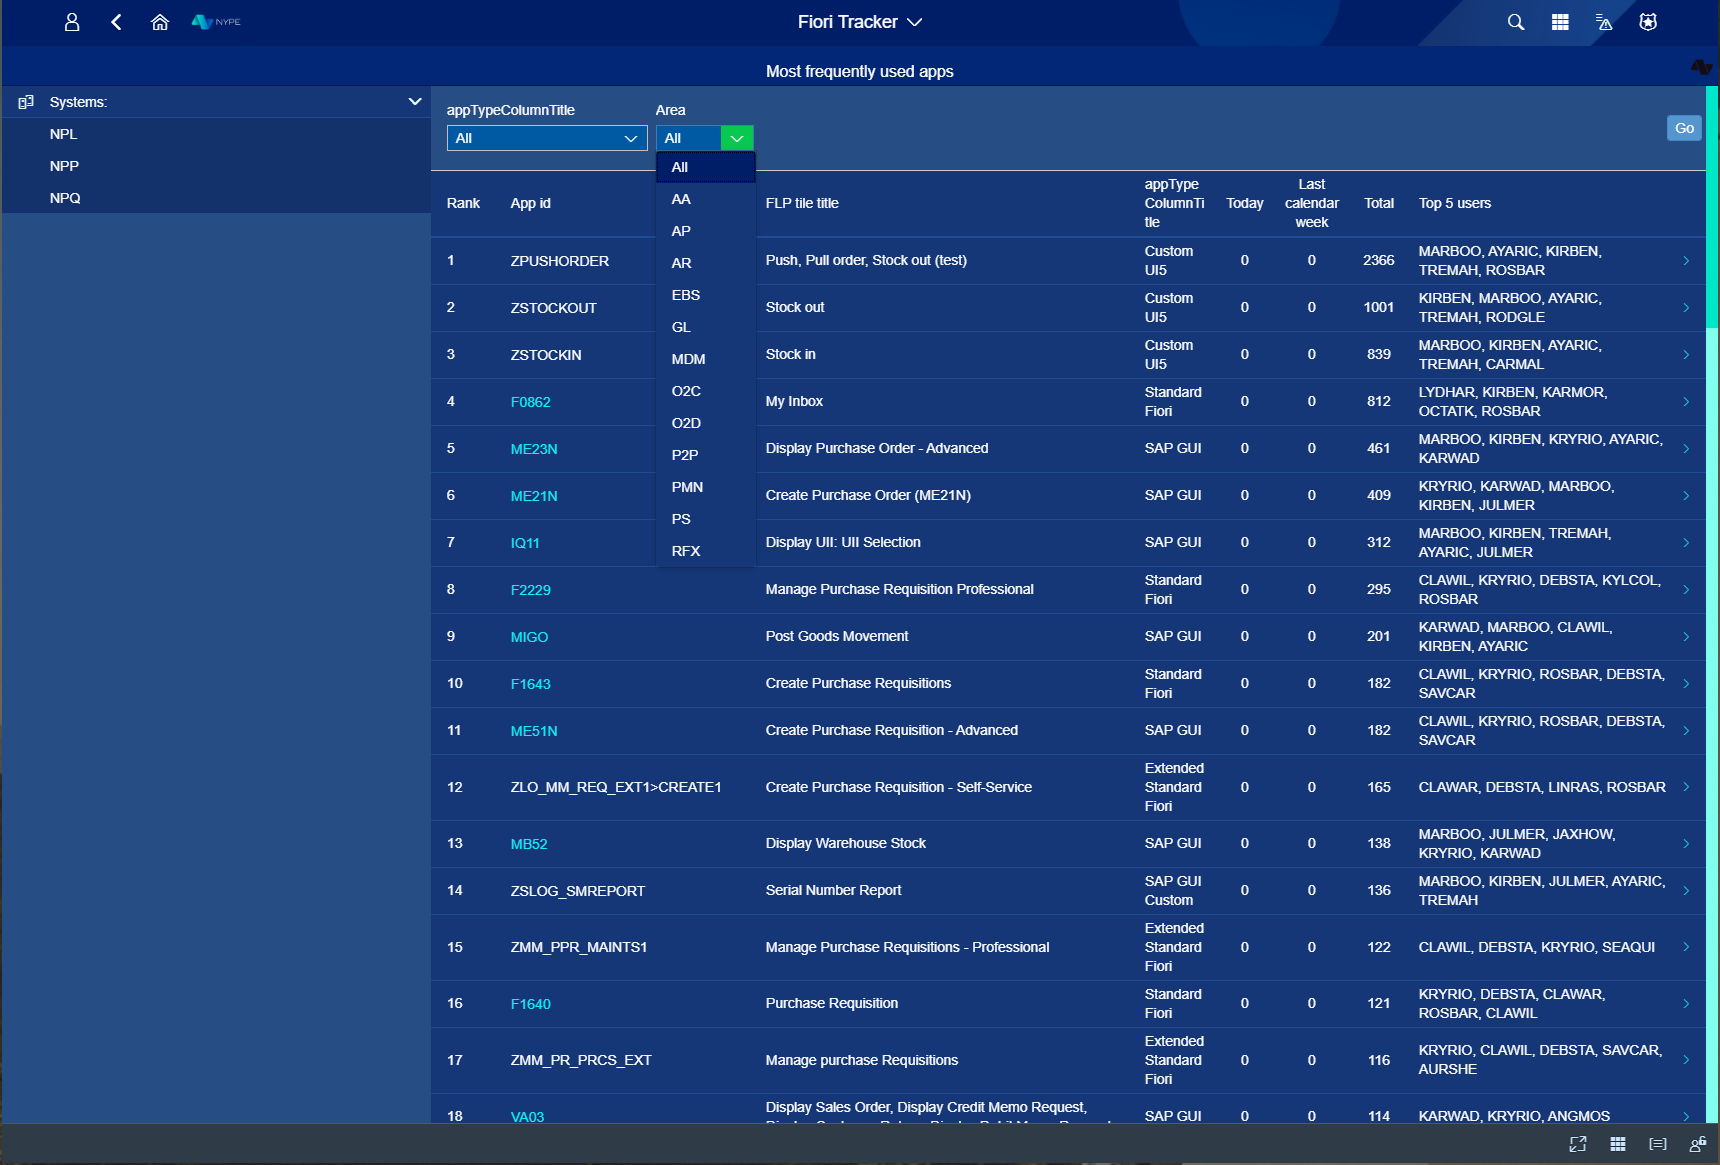 NYPE
Fiori Tracker
Most frequently used apps
Systems:
NPL
NPP
NPQ
appTypeColumnTitle
Area
All
All
Go
All
AA
AP
AR
EBS
GL
MDM
O2C
O2D
P2P
PMN
PS
RFX
Rank
App id
FLP tile title
appType
ColumnTi
tle
Today
Last
calendar
week
Total
Top 5 users
1 ZPUSHORDER Push, Pull order, Stock out (test) Custom 0 0 2366 MARBOO, AYARIC, KIRBEN,
UI5 TREMAH, ROSBAR
2 ZSTOCKOUT Stock out Custom 0 0 1001 KIRBEN, MARBOO, AYARIC,
UI5 TREMAH, RODGLE
3 ZSTOCKIN Stock in Custom 0 0 839 MARBOO, KIRBEN, AYARIC,
UI5 TREMAH, CARMAL
4 F0862 My Inbox Standard 0 0 812 LYDHAR, KIRBEN, KARMOR,
Fiori OCTATK, ROSBAR
5 ME23N Display Purchase Order - Advanced SAP GUI 0 0 461 MARBOO, KIRBEN, KRYRIO, AYARIC,
KARWAD
6 ME21N Create Purchase Order (ME21N) SAP GUI 0 0 409 KRYRIO, KARWAD, MARBOO,
KIRBEN, JULMER
7 IQ11 Display UII: UII Selection SAP GUI 0 0 312 MARBOO, KIRBEN, TREMAH,
AYARIC, JULMER
8 F2229 Manage Purchase Requisition Professional Standard 0 0 295 CLAWIL, KRYRIO, DEBSTA, KYLCOL,
Fiori ROSBAR
9 MIGO Post Goods Movement SAP GUI 0 0 201 KARWAD, MARBOO, CLAWIL,
KIRBEN, AYARIC
10 F1643 Create Purchase Requisitions Standard 0 0 182 CLAWIL, KRYRIO, ROSBAR, DEBSTA,
Fiori SAVCAR
11 ME51N Create Purchase Requisition - Advanced SAP GUI 0 0 182 CLAWIL, KRYRIO, ROSBAR, DEBSTA,
SAVCAR
Extended
12 ZLO_MM_REQ_EXT1>CREATE1 Create Purchase Requisition - Self-Service Standard 0 0 165 CLAWAR, DEBSTA, LINRAS, ROSBAR
Fiori
13 MB52 Display Warehouse Stock SAP GUI 0 0 138 MARBOO, JULMER, JAXHOW,
KRYRIO, KARWAD
14 ZSLOG_SMREPORT Serial Number Report SAP GUI 0 0 136 MARBOO, KIRBEN, JULMER, AYARIC,
Custom TREMAH
Extended
15 ZMM_PPR_MAINTS1 Manage Purchase Requisitions - Professional Standard 0 0 122 CLAWIL, DEBSTA, KRYRIO, SEAQUI
Fiori
16 F1640 Purchase Requisition Standard 0 0 121 KRYRIO, DEBSTA, CLAWAR,
Fiori ROSBAR, CLAWIL
Extended
17 ZMM_PR_PRCS_EXT Manage purchase Requisitions Standard 0 0 116 KRYRIO, CLAWIL, DEBSTA, SAVCAR,
Fiori AURSHE
18 VA03 Display Sales Order, Display Credit Memo Request, SAP GUI 0 0 114 KARWAD, KRYRIO, ANGMOS